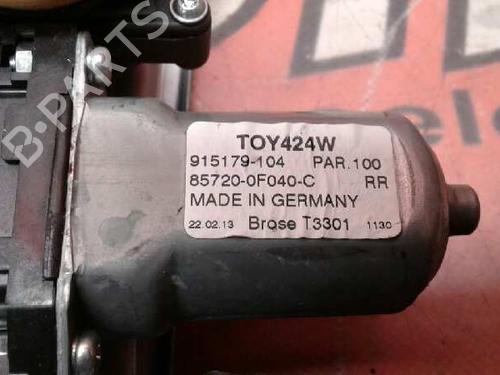 B-PARTS
TOY424W
915179-104 PAR.100
85720-0F040-C RR
MADE IN GERMANY
22.02.13 Brose T3301 1130